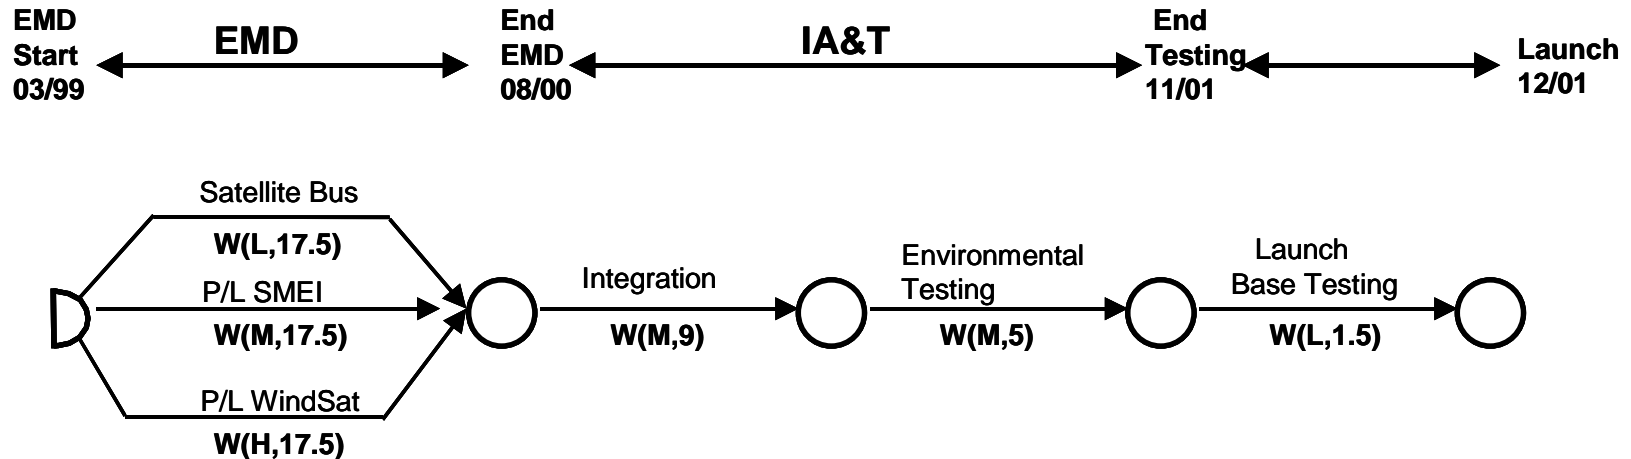 EMD
Start
03/99
EMD
End
EMD
08/00
IA&T
End
Testing
11/01
Launch
12/01
Satellite Bus
W(L,17.5)
P/L SMEI
W(M,17.5)
P/L WindSat
W(H,17.5)
Integration
W(M,9)
Environmental
Testing
W(M,5)
Launch
Base Testing
W(L,1.5)